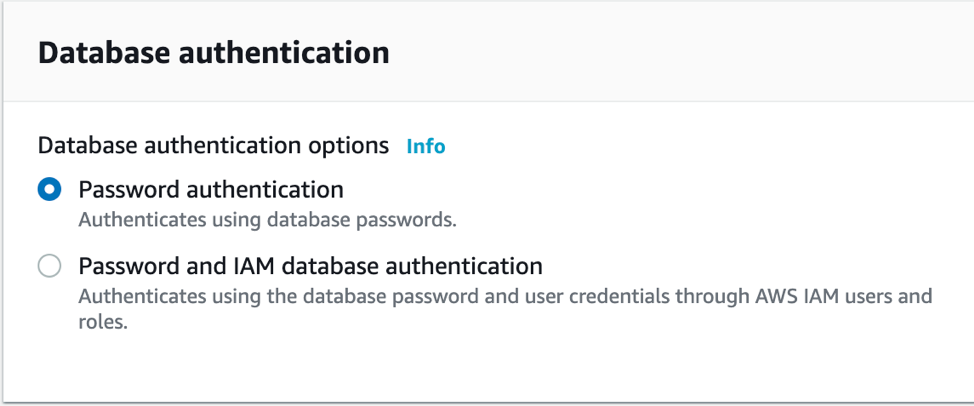 Database authentication
Database authentication options Info
Password authentication
Authenticates using database passwords.
Password and IAM database authentication
Authenticates using the database password and user credentials through AWS IAM users and
roles.